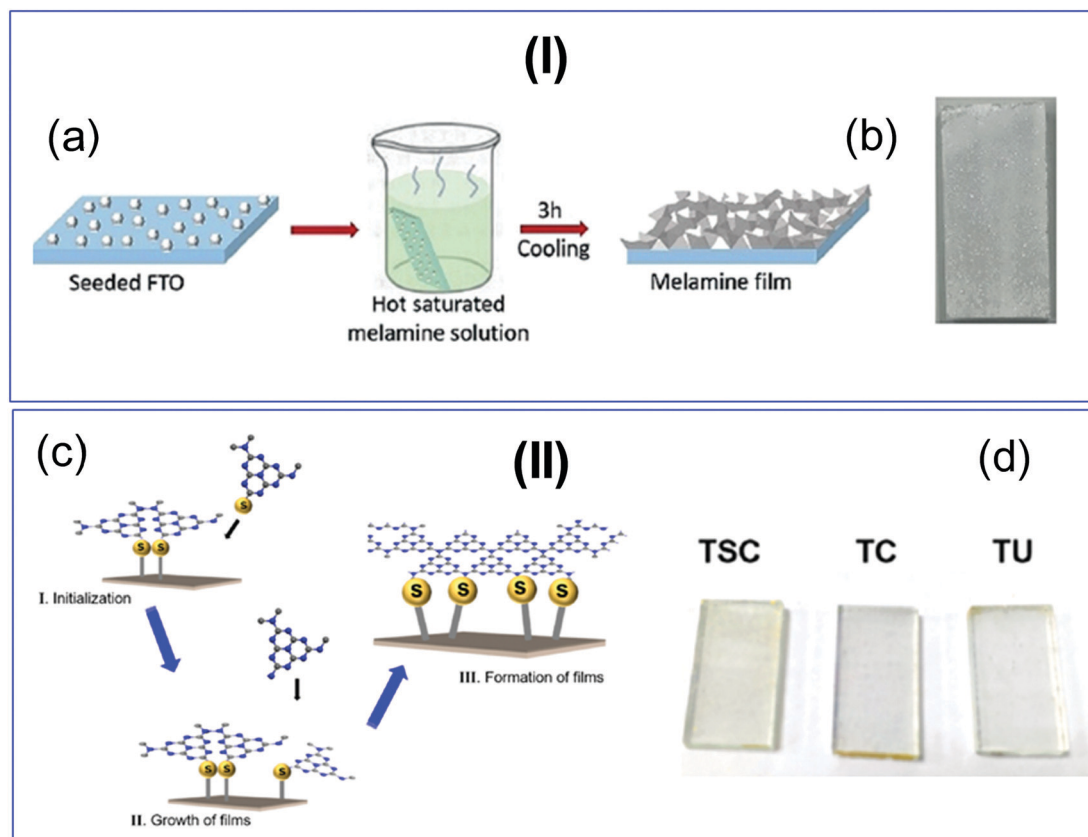 (I)
(a)
(b)
3h
Cooling
Seeded FTO
Hot saturated
melamine solution
Melamine film
(c)
(II)
(d)
S
S S
I. Initialization
TSC TC TU
S S S S
III. Formation of films
S S S
II. Growth of films